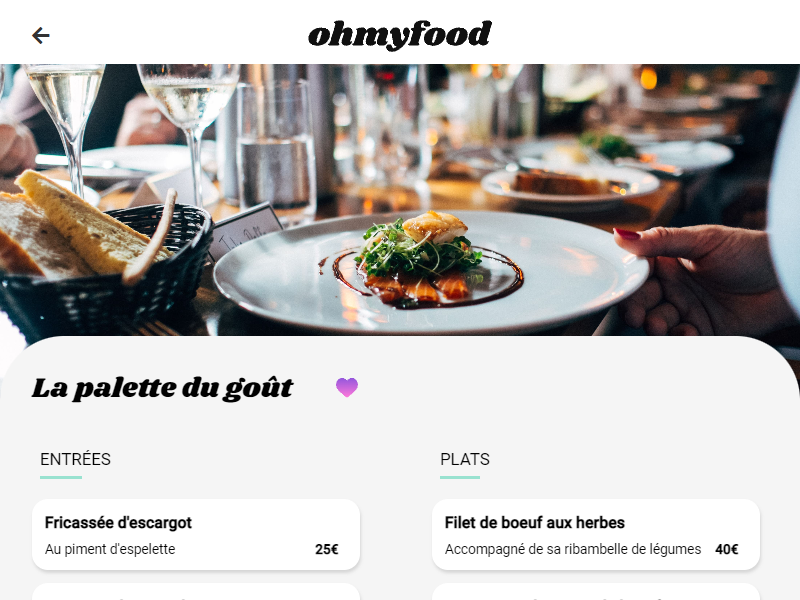 ohmyfood
La palette du goût
ENTRÉES
Fricassée d'escargot
Au piment d'espelette 25€
PLATS
Filet de boeuf aux herbes
Accompagné de sa ribambelle de légumes 40€